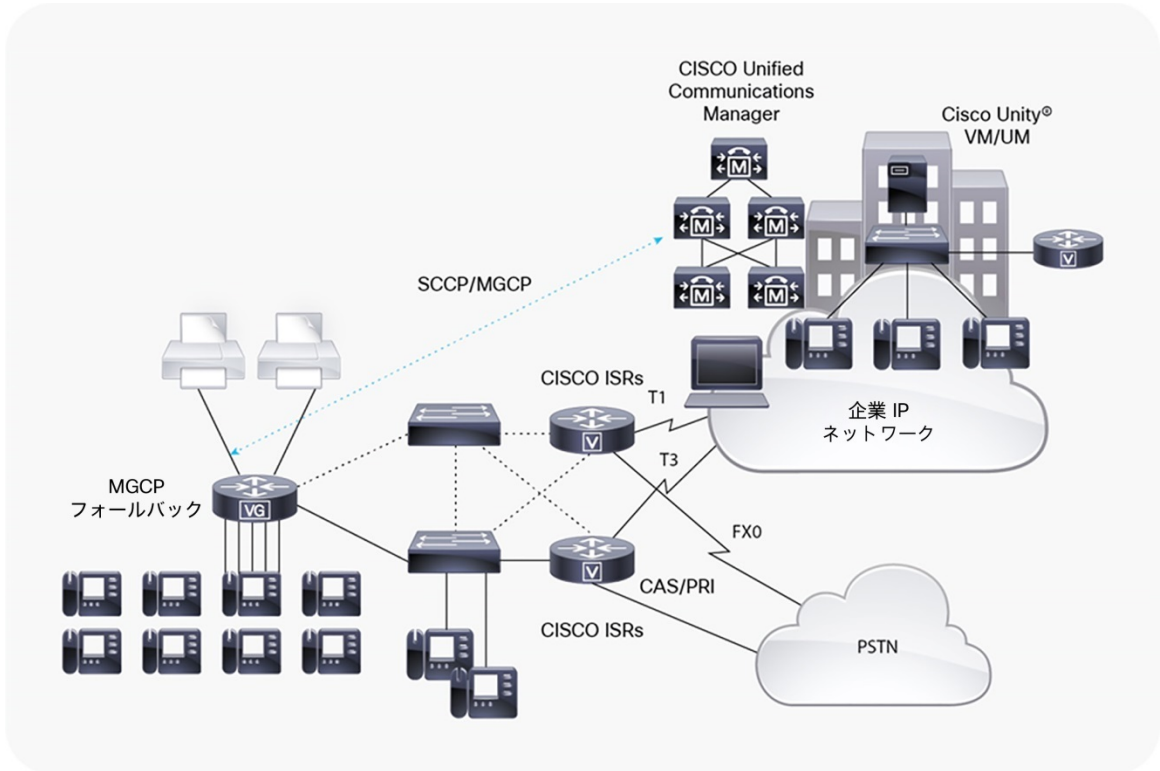 CISCO Unified
Communications
Manager
Cisco Unity®
VM/UM
M
M
M
M
M
V
SCCP/MGCP
CISCO ISRs
T1
企業 IP
ネットワーク
V
T3
MGCP
フォールバック
VG
FX0
V
CAS/PRI
CISCO ISRs
PSTN